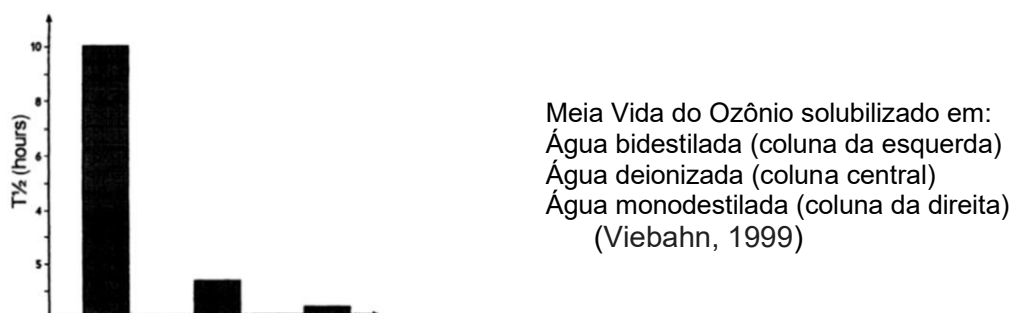 10
8
6
4
5
T½ (hours)
Meia Vida do Ozônio solubilizado em:
Água bidestilada (coluna da esquerda)
Água deionizada (coluna central)
Água monodestilada (coluna da direita)
(Viebahn, 1999)